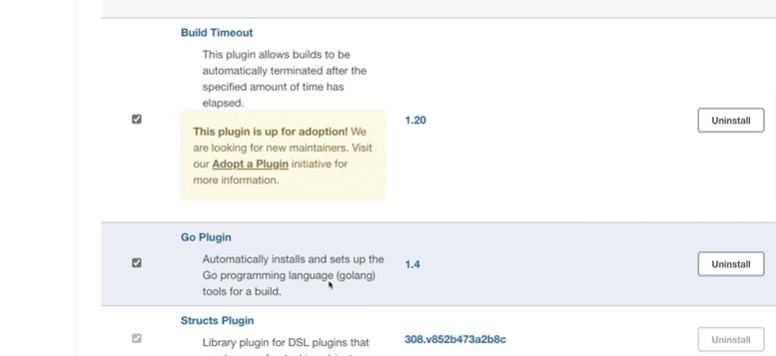 Build Timeout
This plugin allows builds to be
automatically terminated after the
specified amount of time has
elapsed.
This plugin is up for adoption! We
are looking for new maintainers. Visit
our Adopt a Plugin initiative for
more information.
1.20
Uninstall
Go Plugin
Automatically installs and sets up the
Go programming language (golang)
tools for a build.
1.4
Uninstall
Structs Plugin
Library plugin for DSL plugins that
308.v852b473a2b8c
Uninstall